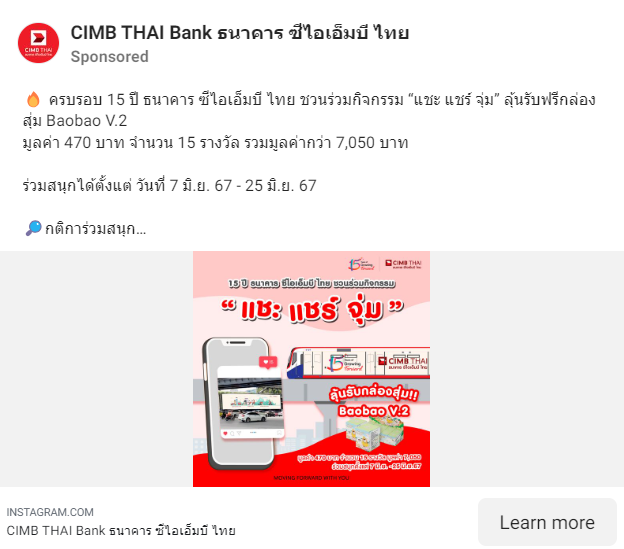 CIMB THAI Bank ธนาคาร ซีไอเอ็มบี ไทย
Sponsored
🔥 ครบรอบ 15 ปี ธนาคาร ซีไอเอ็มบี ไทย ชวนร่วมกิจกรรม “แชะ แชร์ จุ่ม” ลุ้นรับฟรีกล่อง
สุ่ม Baobao V.2
มูลค่า 470 บาท จำนวน 15 รางวัล รวมมูลค่ากว่า 7,050 บาท
ร่วมสนุกได้ตั้งแต่ วันที่ 7 มิ.ย. 67 - 25 มิ.ย. 67
🔎 กติการ่วมสนุก...
CIMB THAI
15 ปี ธนาคาร ซีไอเอ็มบี ไทย ชวนร่วมกิจกรรม
“ แชะ แชร์ จุ่ม ”
CIMB THAI
ลุ้นรับกล่องสุ่ม!!
Baobao V.2
มูลค่า 470 บาท จำนวน 15 รางวัล มูลค่า 7,050
ร่วมสนุกตั้งแต่ 7 มิ.ย. -25 มิ.ย.67
MOVING FORWARD WITH YOU
INSTAGRAM.COM
CIMB THAI Bank ธนาคาร ซีไอเอ็มบี ไทย
Learn more